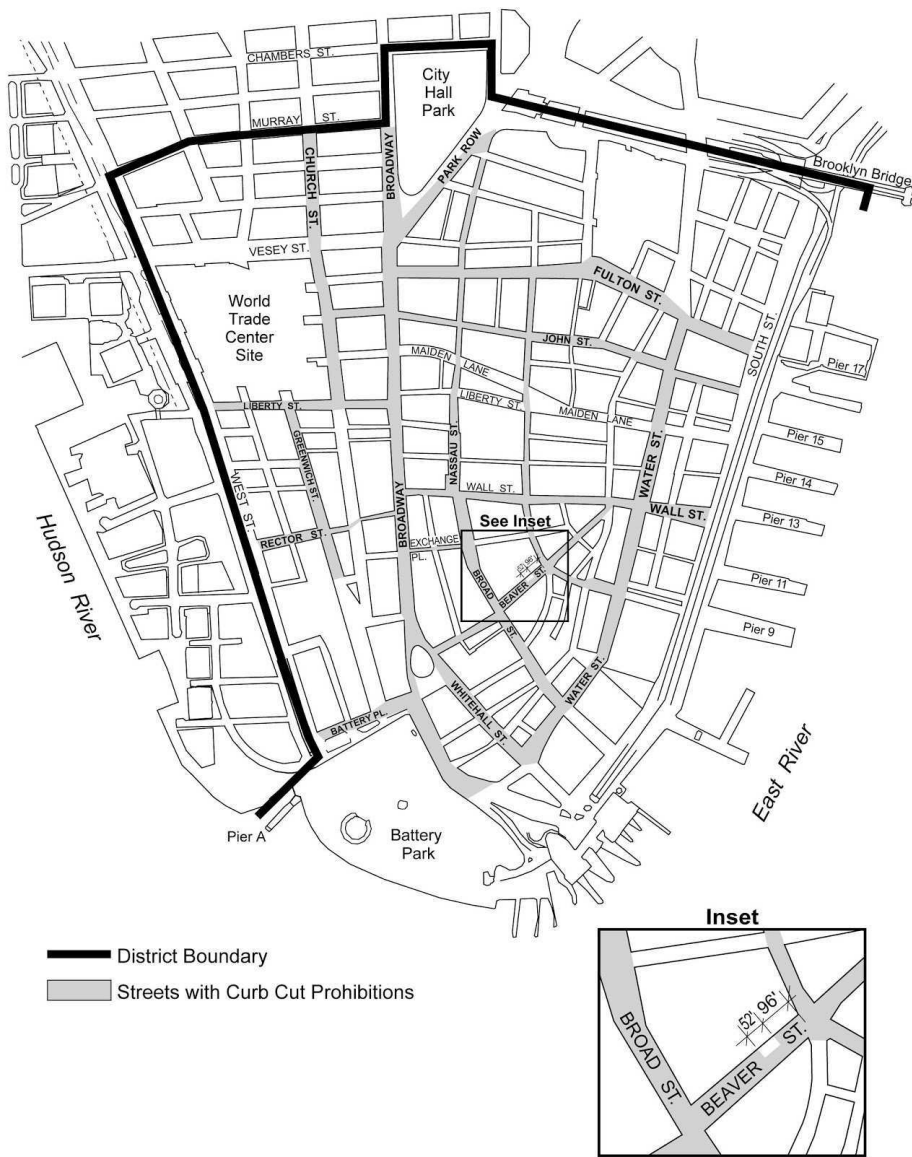 CHAMBERS ST.
City
Hall
Park
MURRAY ST.
CHURCH ST.
BROADWAY
PARK ROW
Brooklyn Bridge
VESEY ST.
FULTON ST.
World
Trade
Center
Site
JOHN ST.
SOUTH ST.
MAIDEN LANE
Pier 17
LIBERTY ST.
LIBERTY ST.
MAIDEN LANE
NASSAU ST.
GREENWICH ST.
Pier 15
WATER ST.
WEST ST.
Pier 14
WALL ST.
WALL ST.
BROADWAY
Pier 13
See Inset
RECTOR ST.
EXCHANGE
PL.
Hudson River
52' 96'
BROAD ST.
BEAVER ST.
Pier 11
Pier 9
WATER ST.
WHITEHALL ST.
BATTERY PL.
East River
Pier A
Battery
Park
Inset
District Boundary
Streets with Curb Cut Prohibitions
52' 96'
BROAD ST.
BEAVER ST.